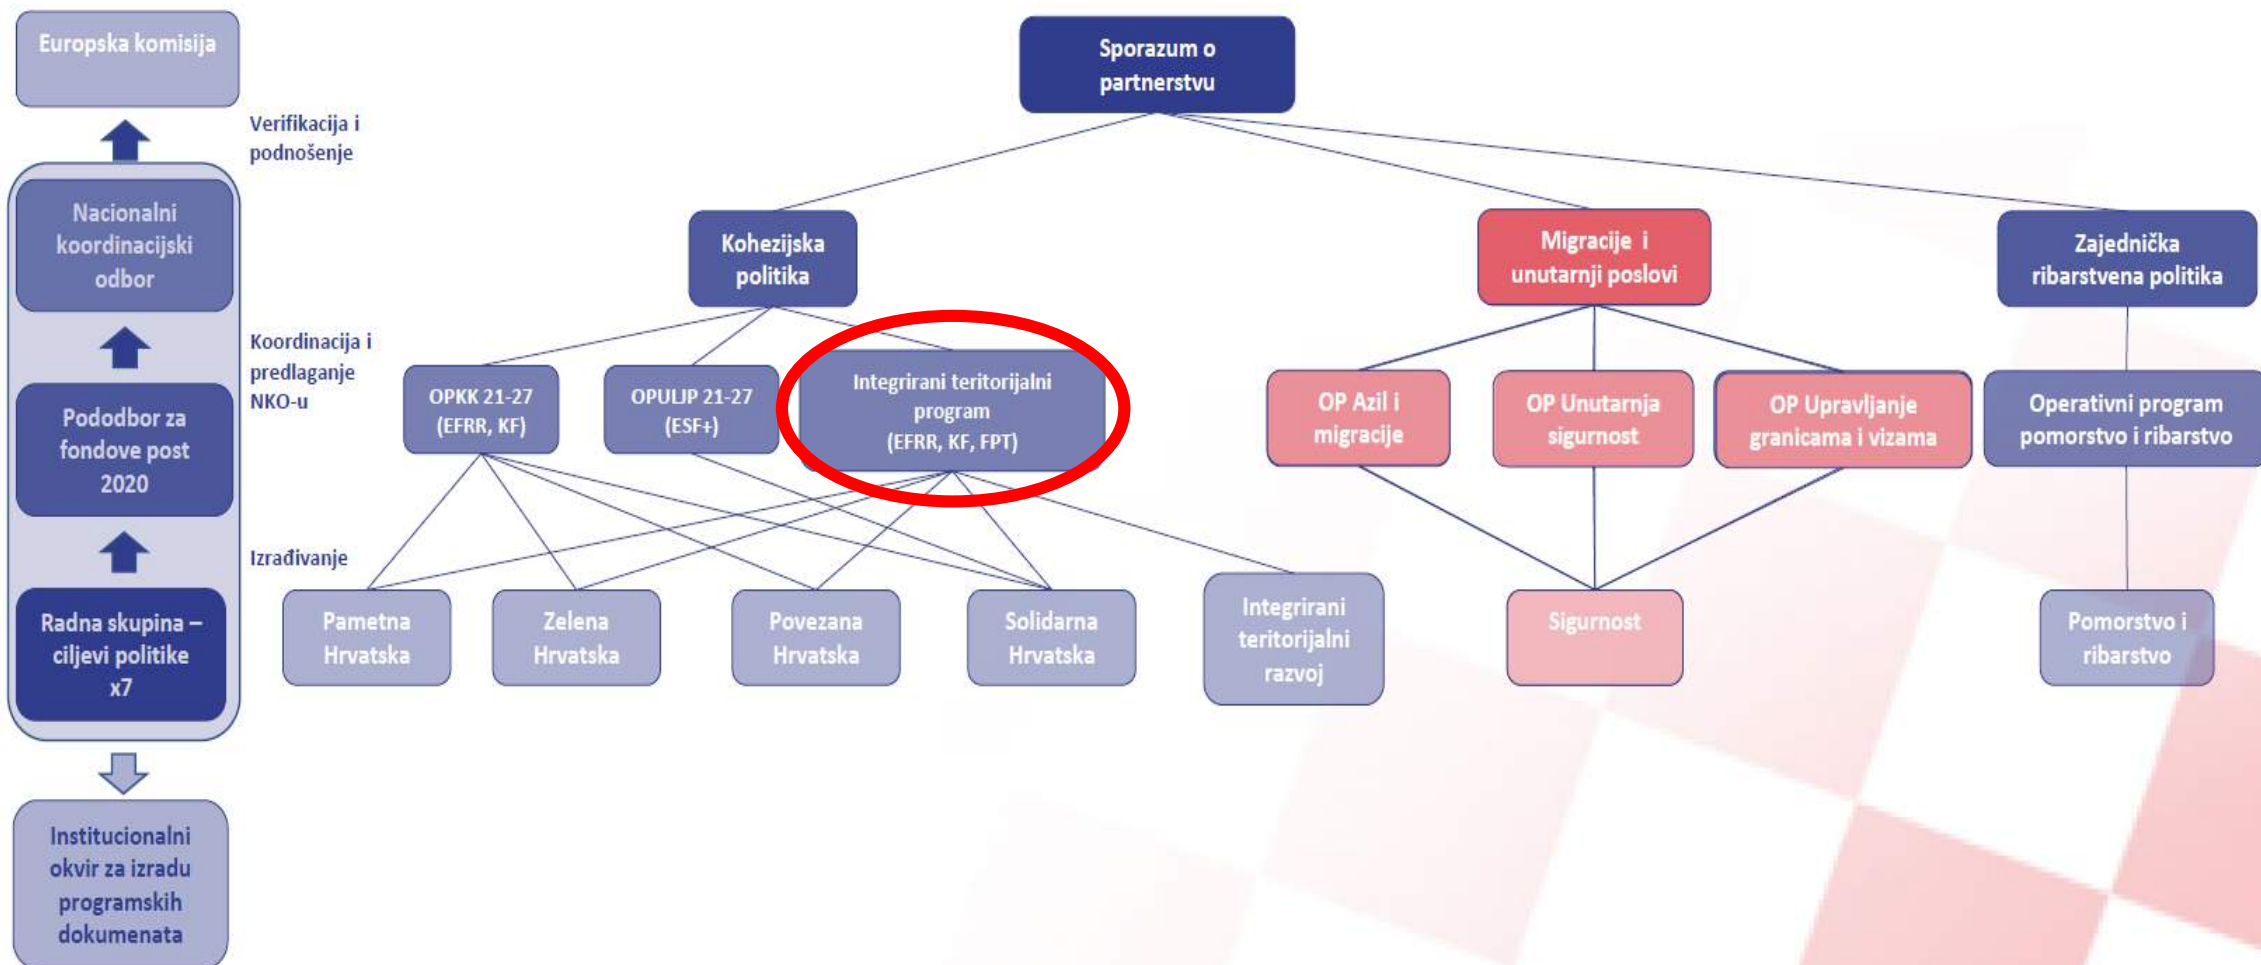 Europska komisija
Verifikacija i
podnošenje
Nacionalni
koordinacijski
odbor
Koordinacija i
predlaganje
NKO-u
Pododbor za
fondove post
2020
Izrađivanje
Radna skupina –
ciljevi politike
x7
Institucionalni
okvir za izradu
programskih
dokumenata
Sporazum o
partnerstvu
Kohezijska
politika
Migracije i
unutarnji poslovi
Zajednička
ribarstvena politika
OPKK 21-27
(EFRR, KF)
OPULJP 21-27
(ESF+)
Integrirani teritorijalni
program
(EFRR, KF, FPT)
OP Azil i
migracije
OP Unutarnja
sigurnost
OP Upravljanje
granicama i vizama
Operativni program
pomorstvo i ribarstvo
Pametna
Hrvatska
Zelena
Hrvatska
Povezana
Hrvatska
Solidarna
Hrvatska
Integrirani
teritorijalni
razvoj
Sigurnost
Pomorstvo i
ribarstvo